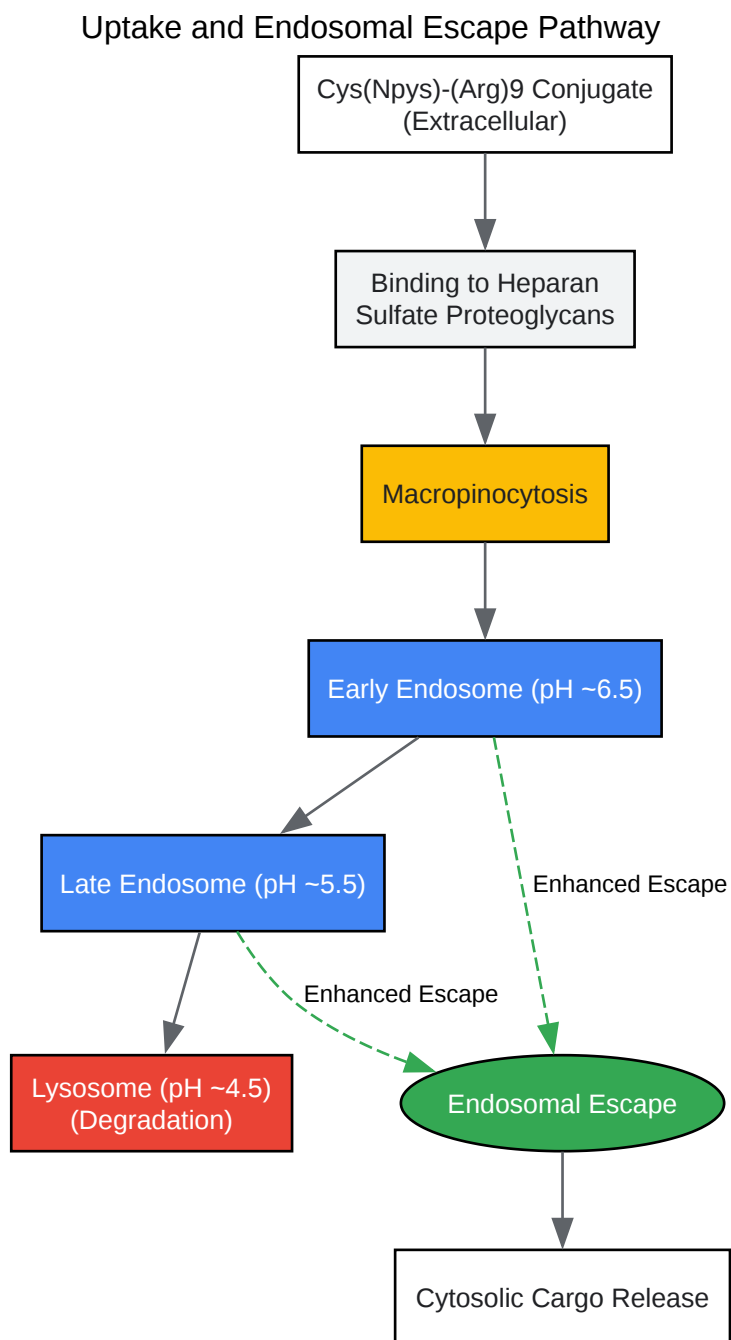 Uptake and Endosomal Escape Pathway
Cys(Npys)-(Arg)9 Conjugate
(Extracellular)
Binding to Heparan
Sulfate Proteoglycans
Macropinocytosis
Early Endosome (pH ~6.5)
Late Endosome (pH ~5.5)
Enhanced Escape
Enhanced Escape
Lysosome (pH ~4.5)
(Degradation)
Endosomal Escape
Cytosolic Cargo Release